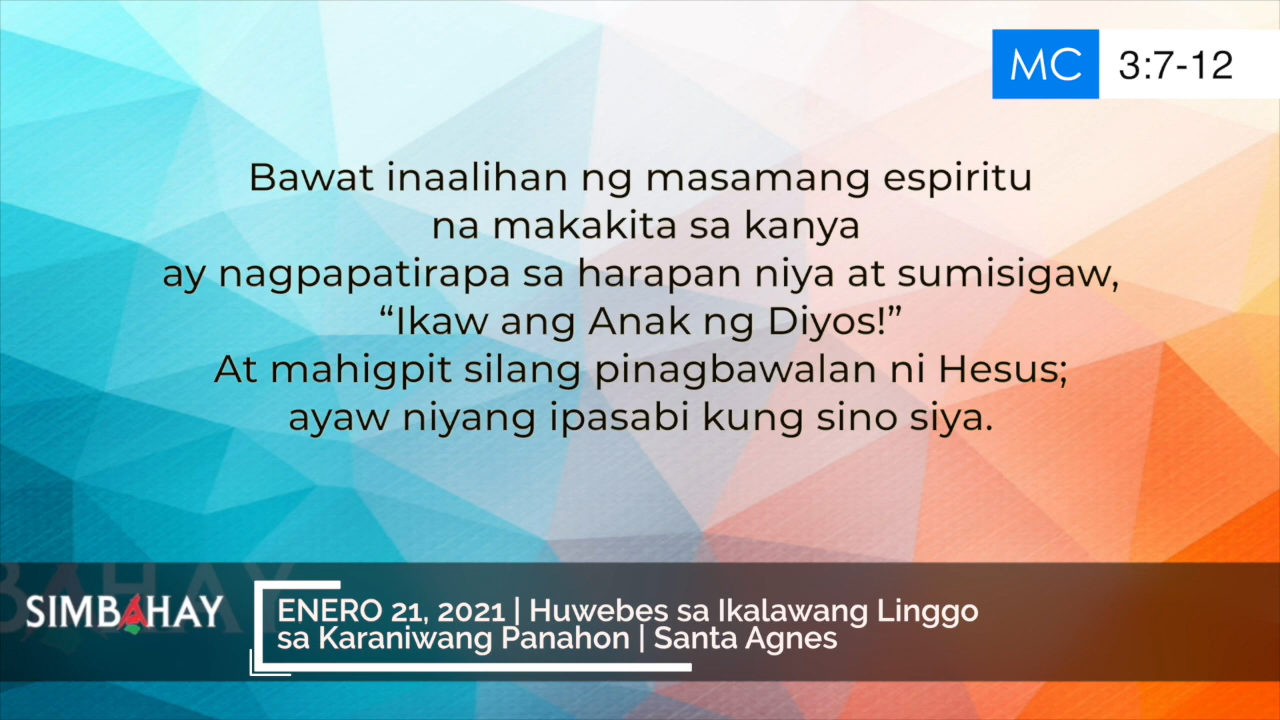 MC 3:7-12
Bawat inaalihan ng masamang espiritu
na makakita sa kanya
ay nagpapatirapa sa harapan niya at sumisigaw,
“Ikaw ang Anak ng Diyos!”
At mahigpit silang pinagbawalan ni Hesus;
ayaw niyang ipasabi kung sino siya.
SIMBAHAY
ENERO 21, 2021 | Huwebes sa Ikalawang Linggo
sa Karaniwang Panahon | Santa Agnes